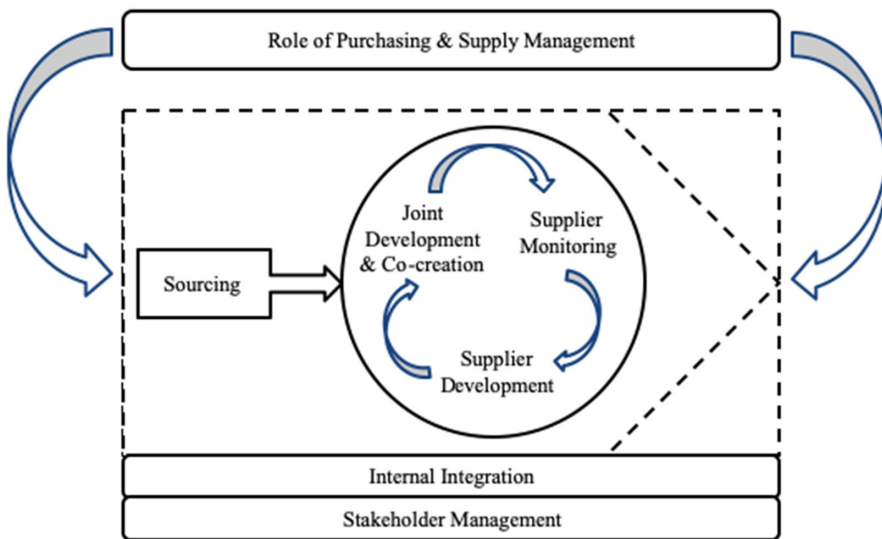 Role of Purchasing & Supply Management
Sourcing
Joint
Development
& Co-creation
Supplier
Monitoring
Supplier
Development
Internal Integration
Stakeholder Management